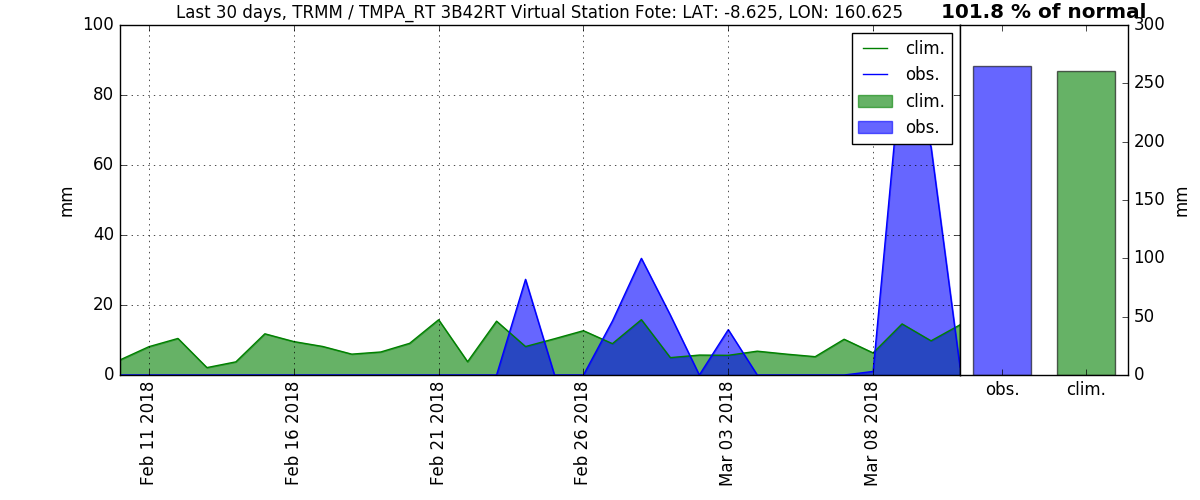 Last 30 days, TRMM / TMPA_RT 3B42RT Virtual Station Fote: LAT: -8.625, LON: 160.625
101.8 % of normal
100
80
60
40
20
0
mm
clim.
obs.
clim.
obs.
300
250
200
150
100
50
0
mm
obs.
clim.
Feb 11 2018
Feb 16 2018
Feb 21 2018
Feb 26 2018
Mar 03 2018
Mar 08 2018